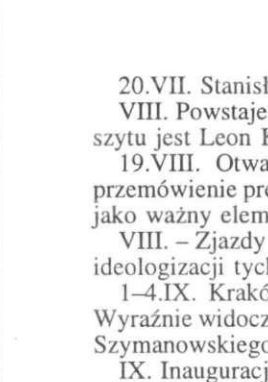 20.VII. Stanisł
VIII. Powstaje
szytu jest Leon K
19.VIII. Otwa
przemówienie pre
jako ważny elem
VIII. – Zjazdy
ideologizacji tych
1–4.IX. Krakó
Wyraźnie widocz
Szymanowskiego
IX. Inauguracj